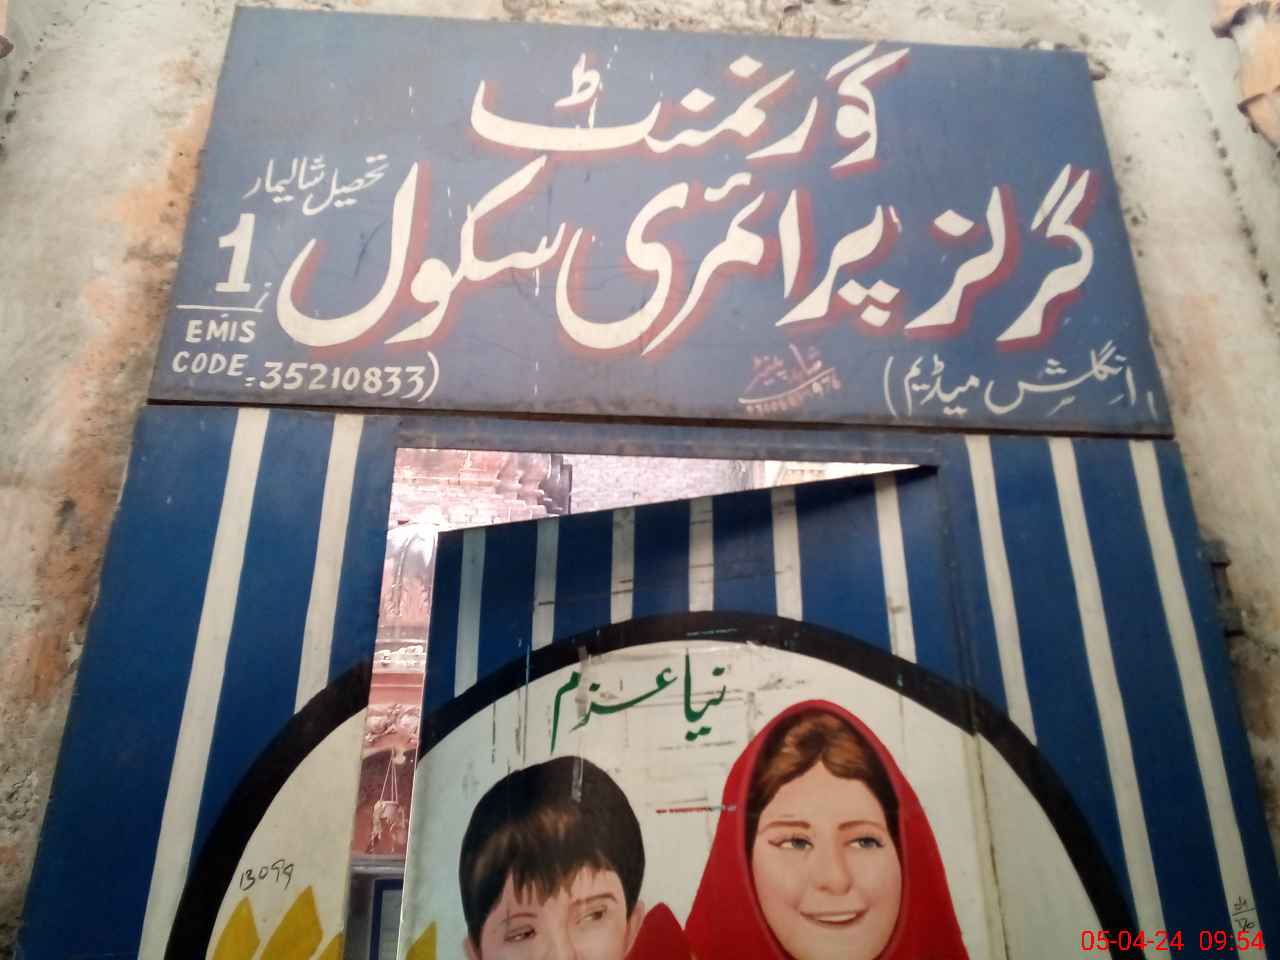 گورنمنٹ
گرلز پرائمری سکول
تحصیل شالیمار
1
(انگلش میڈیم)
EMIS
CODE = 35210833)
نیا عزم
13099
05-04-24 09:54